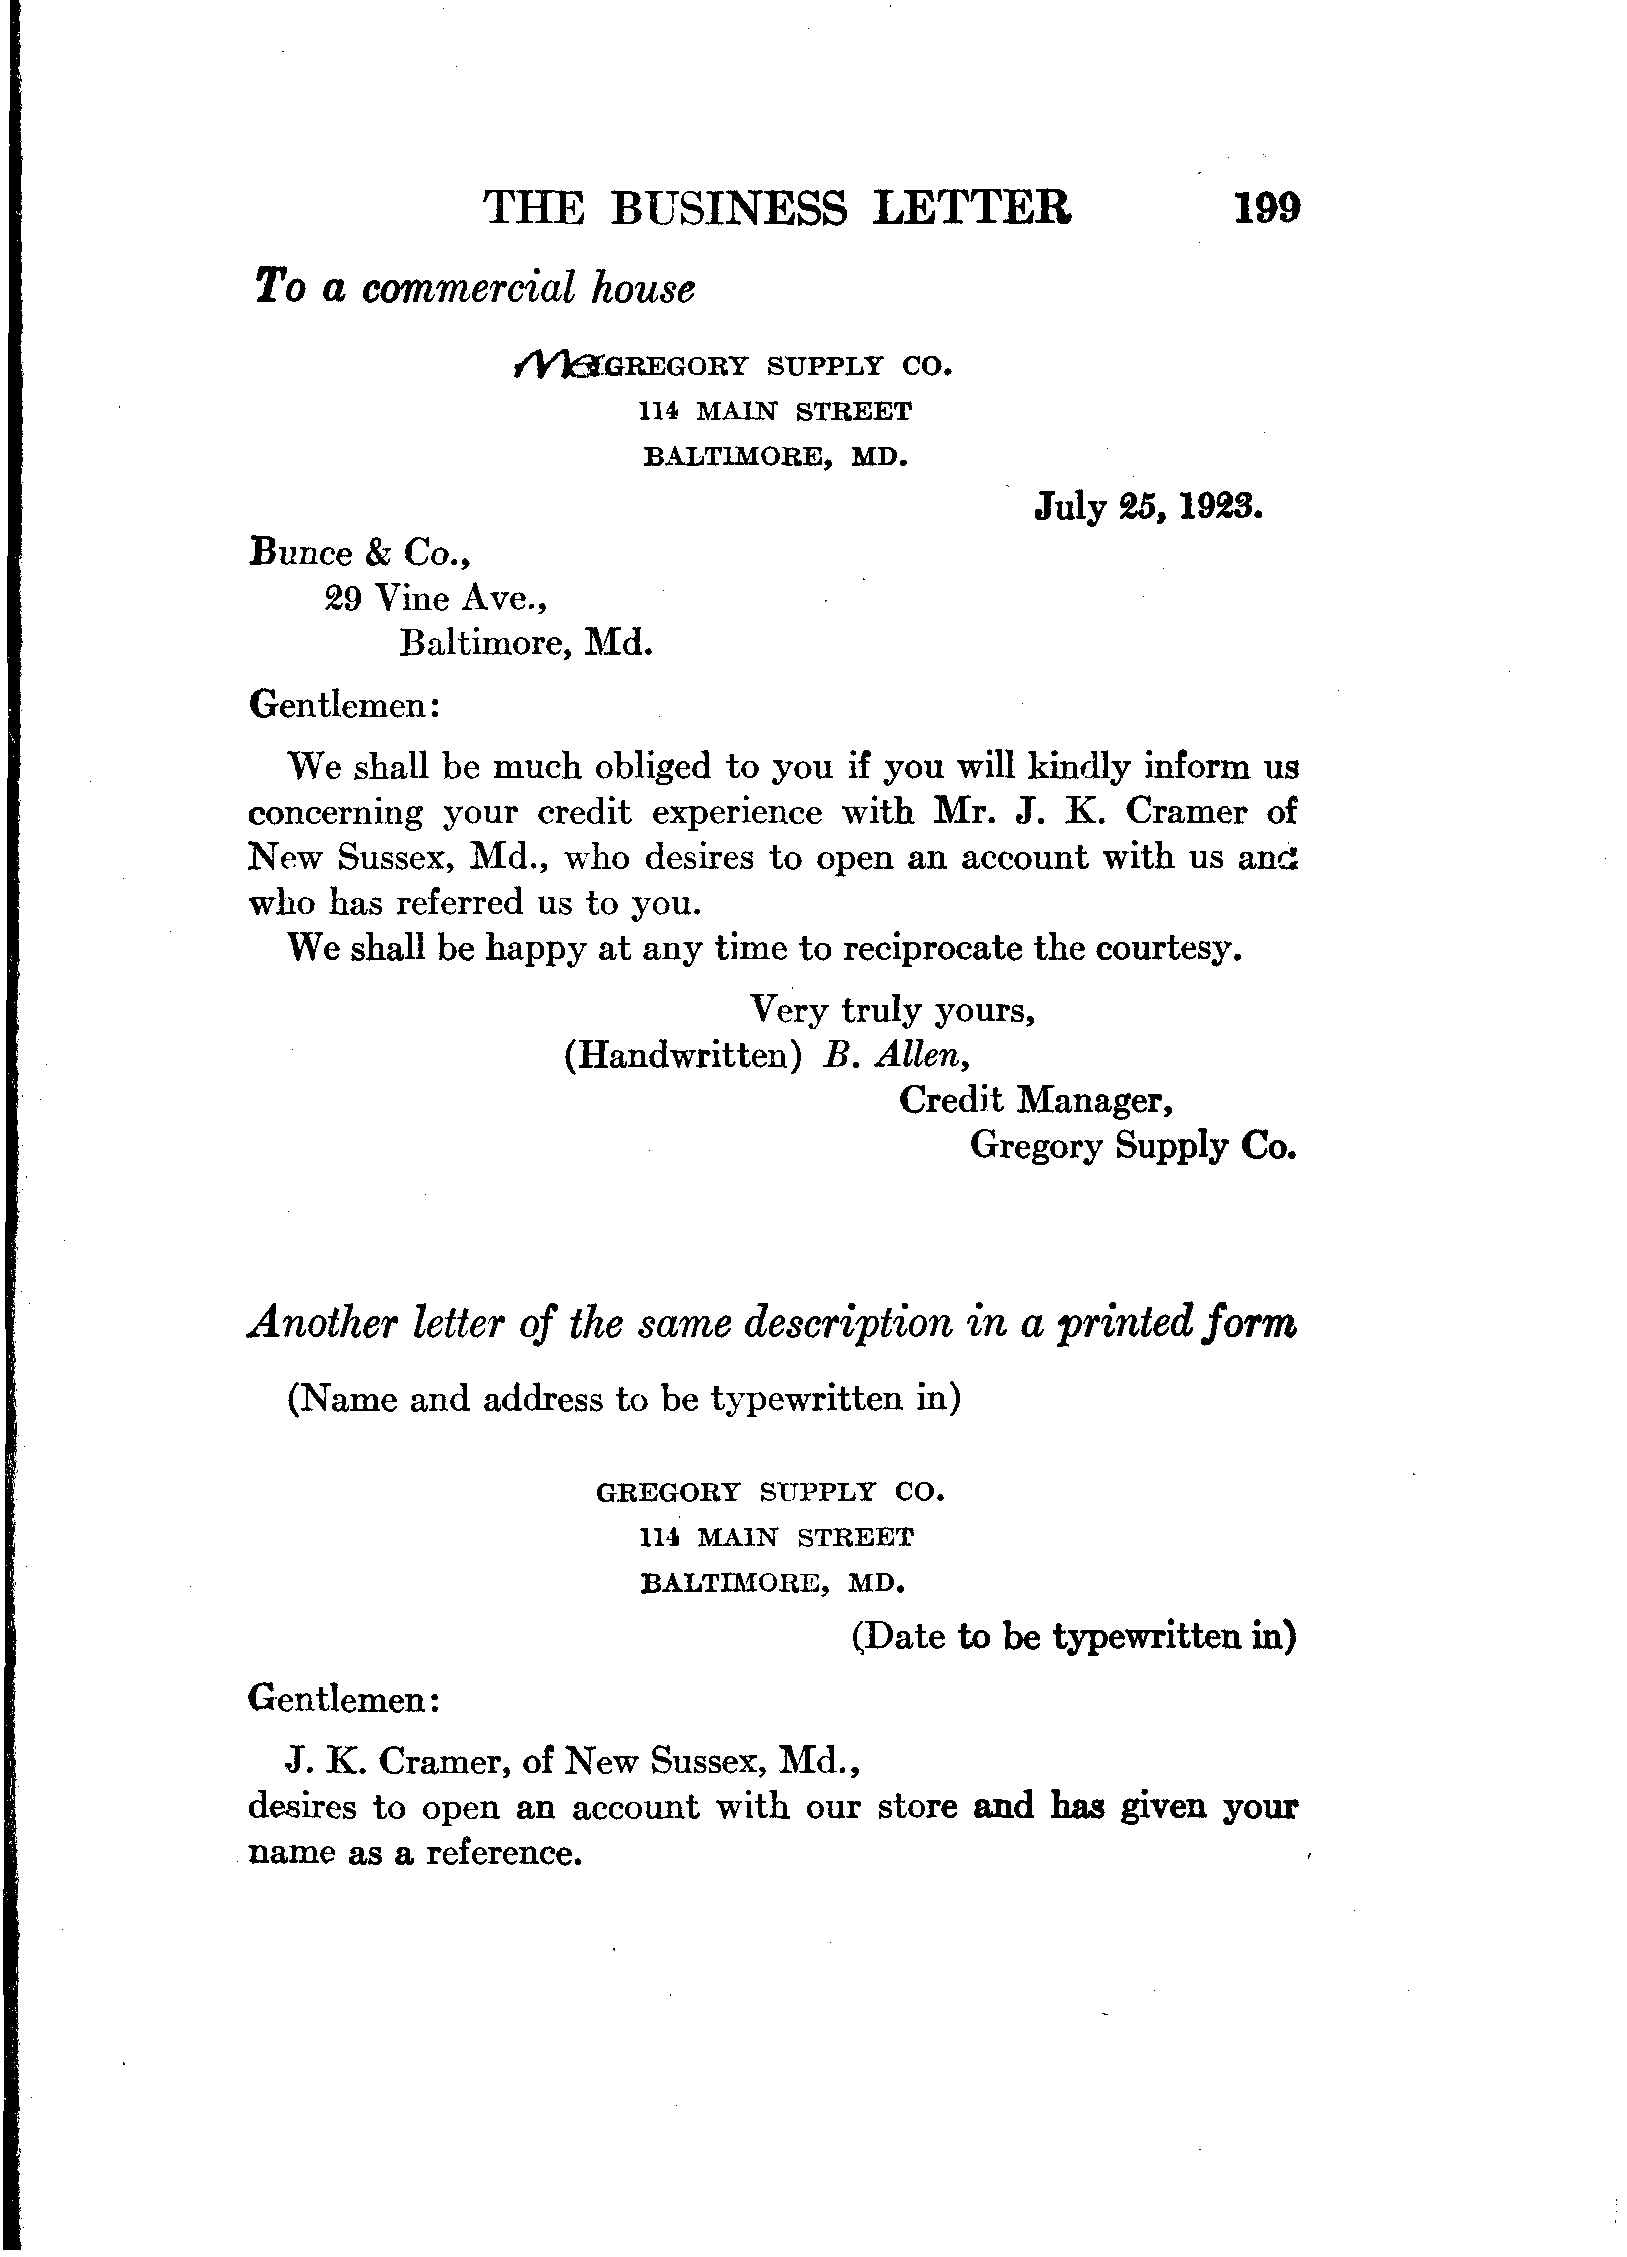 THE BUSINESS LETTER 199
To a commercial house
GREGORY SUPPLY CO.
114 MAIN STREET
BALTIMORE, MD.
July 25, 1923.
Bunce & Co.,
29 Vine Ave.,
Baltimore, Md.
Gentlemen:
We shall be much obliged to you if you will kindly inform us
concerning your credit experience with Mr. J. K. Cramer of
New Sussex, Md., who desires to open an account with us and
who has referred us to you.
We shall be happy at any time to reciprocate the courtesy.
Very truly yours,
(Handwritten) B. Allen,
Credit Manager,
Gregory Supply Co.
Another letter of the same description in a printed form
(Name and address to be typewritten in)
GREGORY SUPPLY CO.
114 MAIN STREET
BALTIMORE, MD.
(Date to be typewritten in)
Gentlemen:
J. K. Cramer, of New Sussex, Md.,
desires to open an account with our store and has given your
name as a reference.